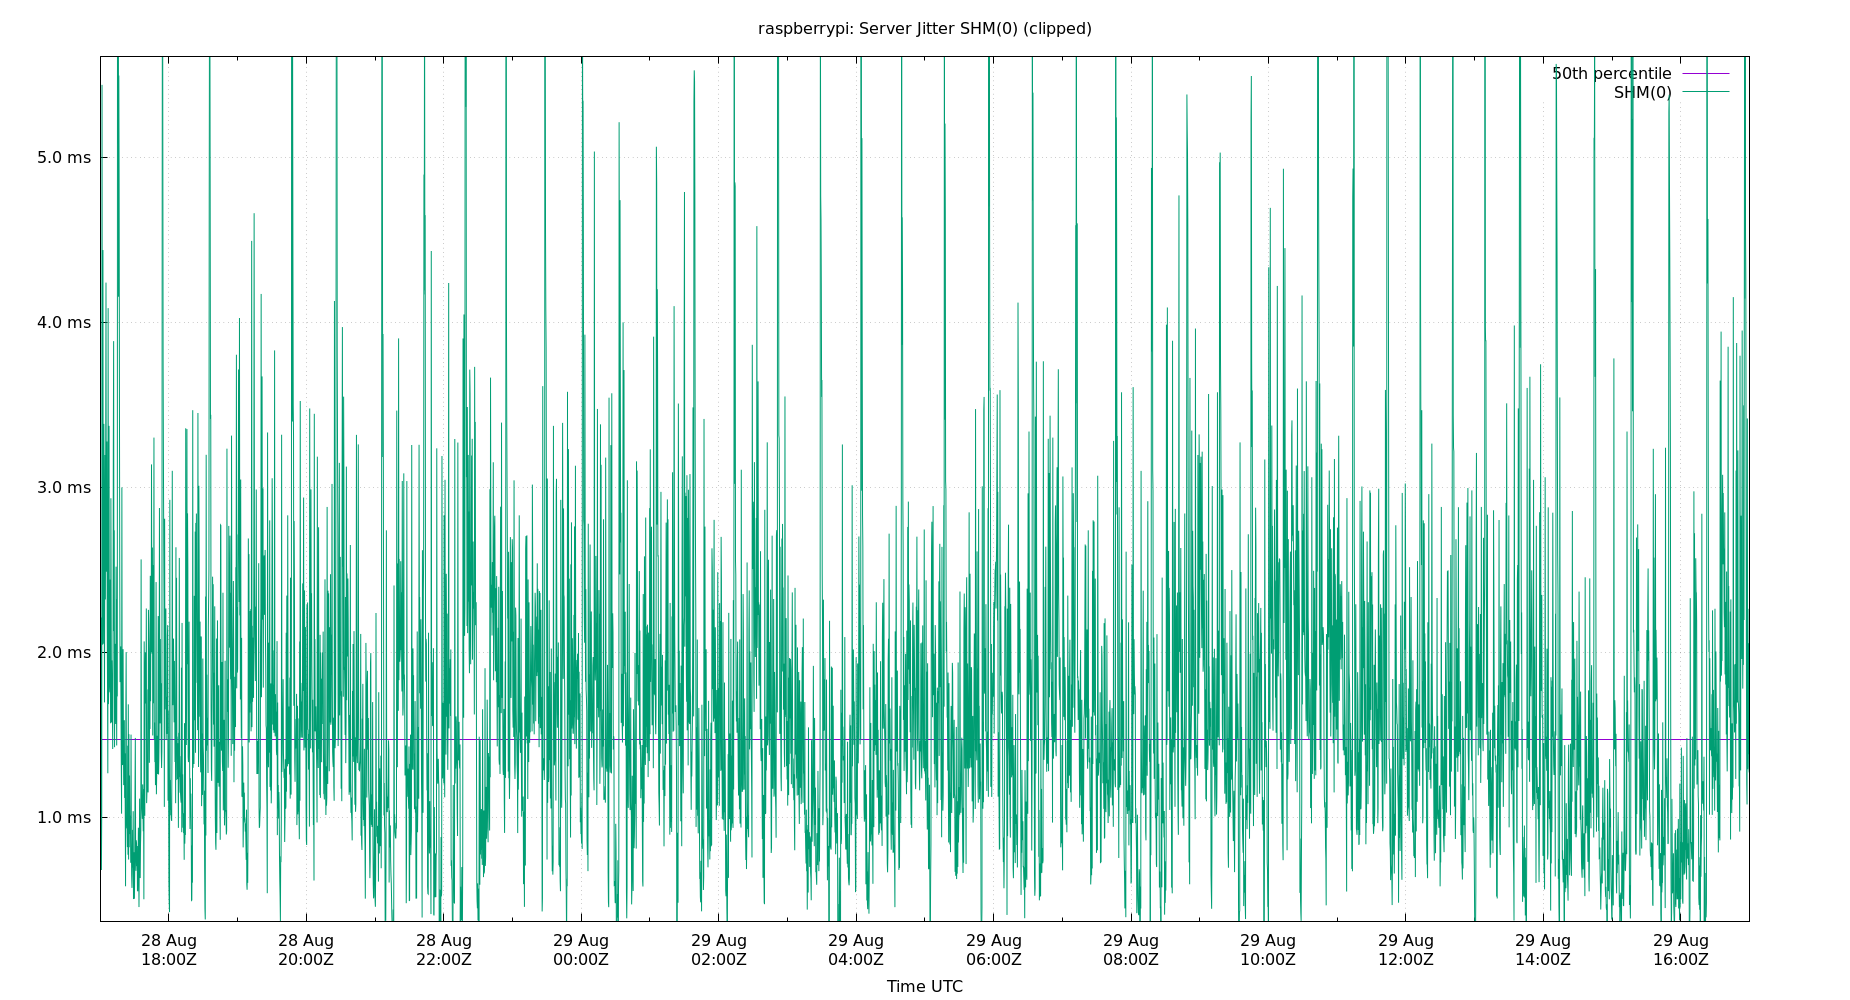 raspberrypi: Server Jitter SHM(0) (clipped)
50th percentile
SHM(0)
5.0 ms
4.0 ms
3.0 ms
2.0 ms
1.0 ms
28 Aug 28 Aug 28 Aug 29 Aug 29 Aug 29 Aug 29 Aug 29 Aug 29 Aug 29 Aug 29 Aug 29 Aug
18:00Z 20:00Z 22:00Z 00:00Z 02:00Z 04:00Z 06:00Z 08:00Z 10:00Z 12:00Z 14:00Z 16:00Z
Time UTC